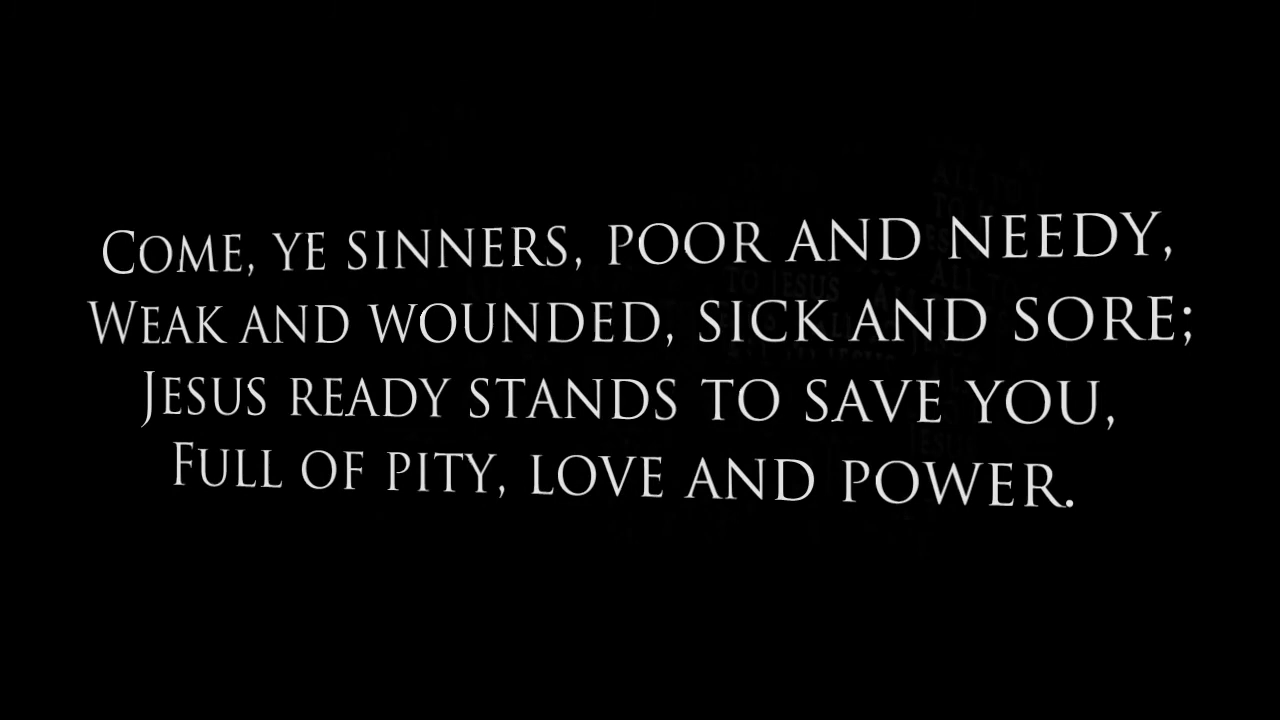 Come, ye sinners, poor and needy,
Weak and wounded, sick and sore;
Jesus ready stands to save you,
Full of pity, love and power.